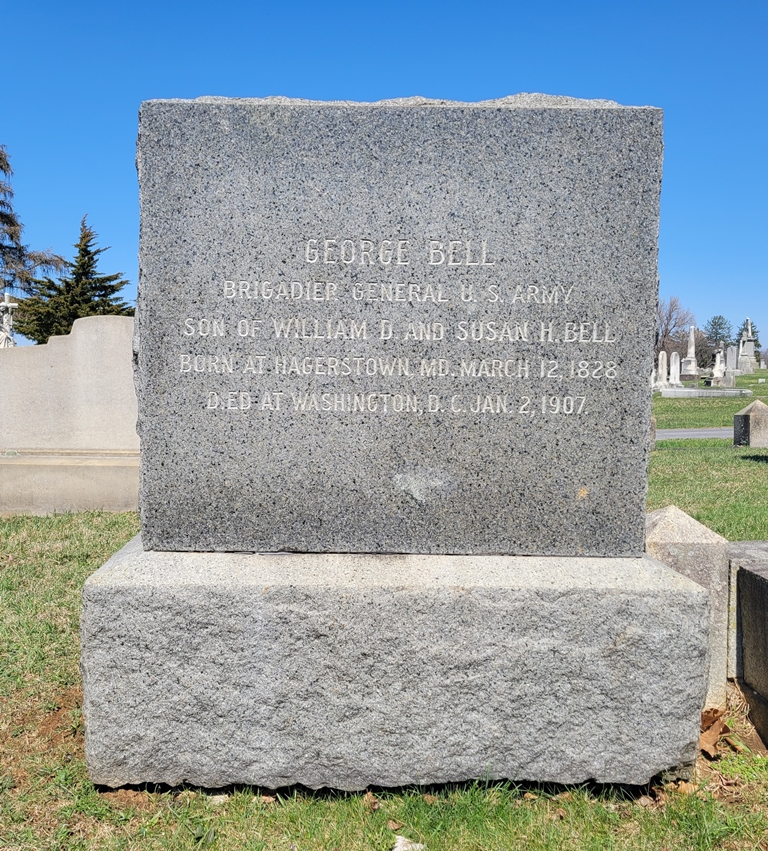 GEORGE BELL
BRIGADIER GENERAL U. S. ARMY
SON OF WILLIAM D. AND SUSAN H. BELL
BORN AT HAGERSTOWN, MD. MARCH 12, 1828
DIED AT WASHINGTON, D. C. JAN. 2, 1907